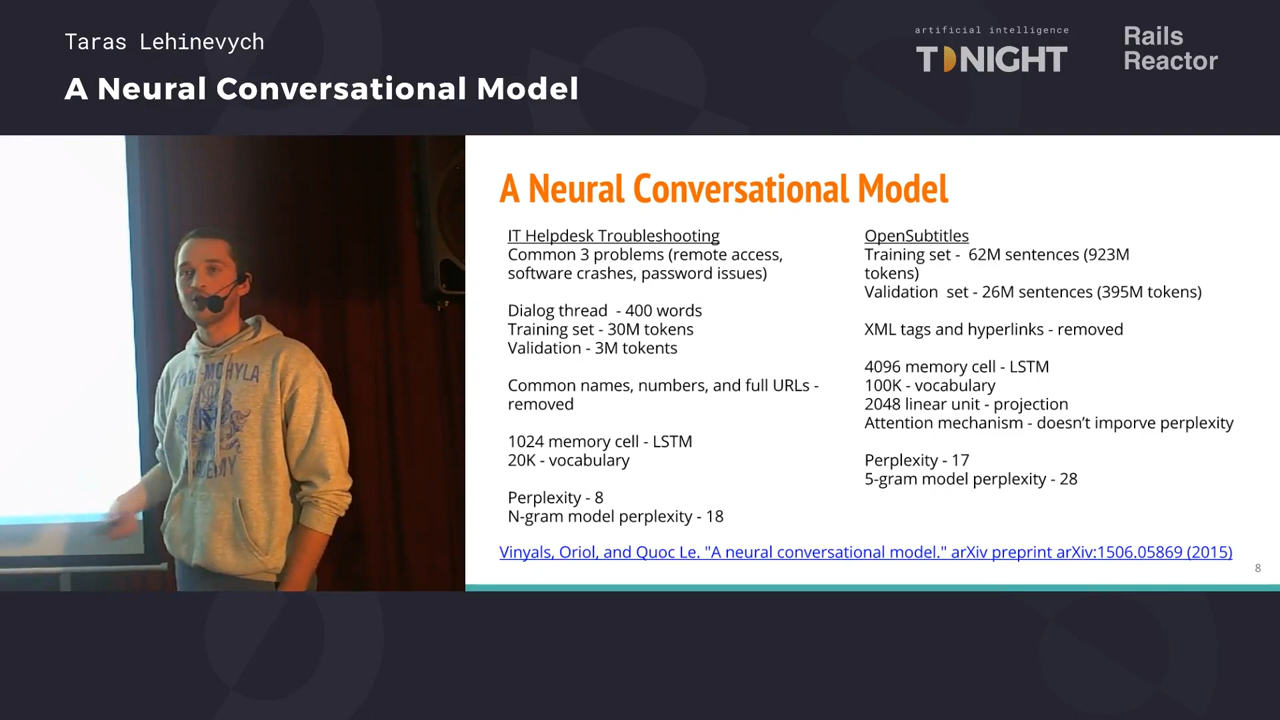 Taras Lehinevych
A Neural Conversational Model
artificial intelligence
TONIGHT
Rails
Reactor
A Neural Conversational Model
IT Helpdesk Troubleshooting
Common 3 problems (remote access,
software crashes, password issues)
Dialog thread - 400 words
Training set - 30M tokens
Validation - 3M tokents
Common names, numbers, and full URLs -
removed
1024 memory cell - LSTM
20K - vocabulary
Perplexity - 8
N-gram model perplexity - 18
OpenSubtitles
Training set - 62M sentences (923M
tokens)
Validation set - 26M sentences (395M tokens)
XML tags and hyperlinks - removed
4096 memory cell - LSTM
100K - vocabulary
2048 linear unit - projection
Attention mechanism - doesn’t imporve perplexity
Perplexity - 17
5-gram model perplexity - 28
Vinyals, Oriol, and Quoc Le. "A neural conversational model." arXiv preprint arXiv:1506.05869 (2015)
8